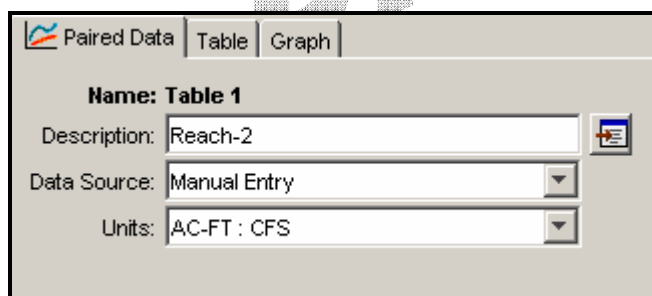 Paired Data Table Graph
Name: Table 1
Description: Reach-2
Data Source: Manual Entry
Units: AC-FT : CFS